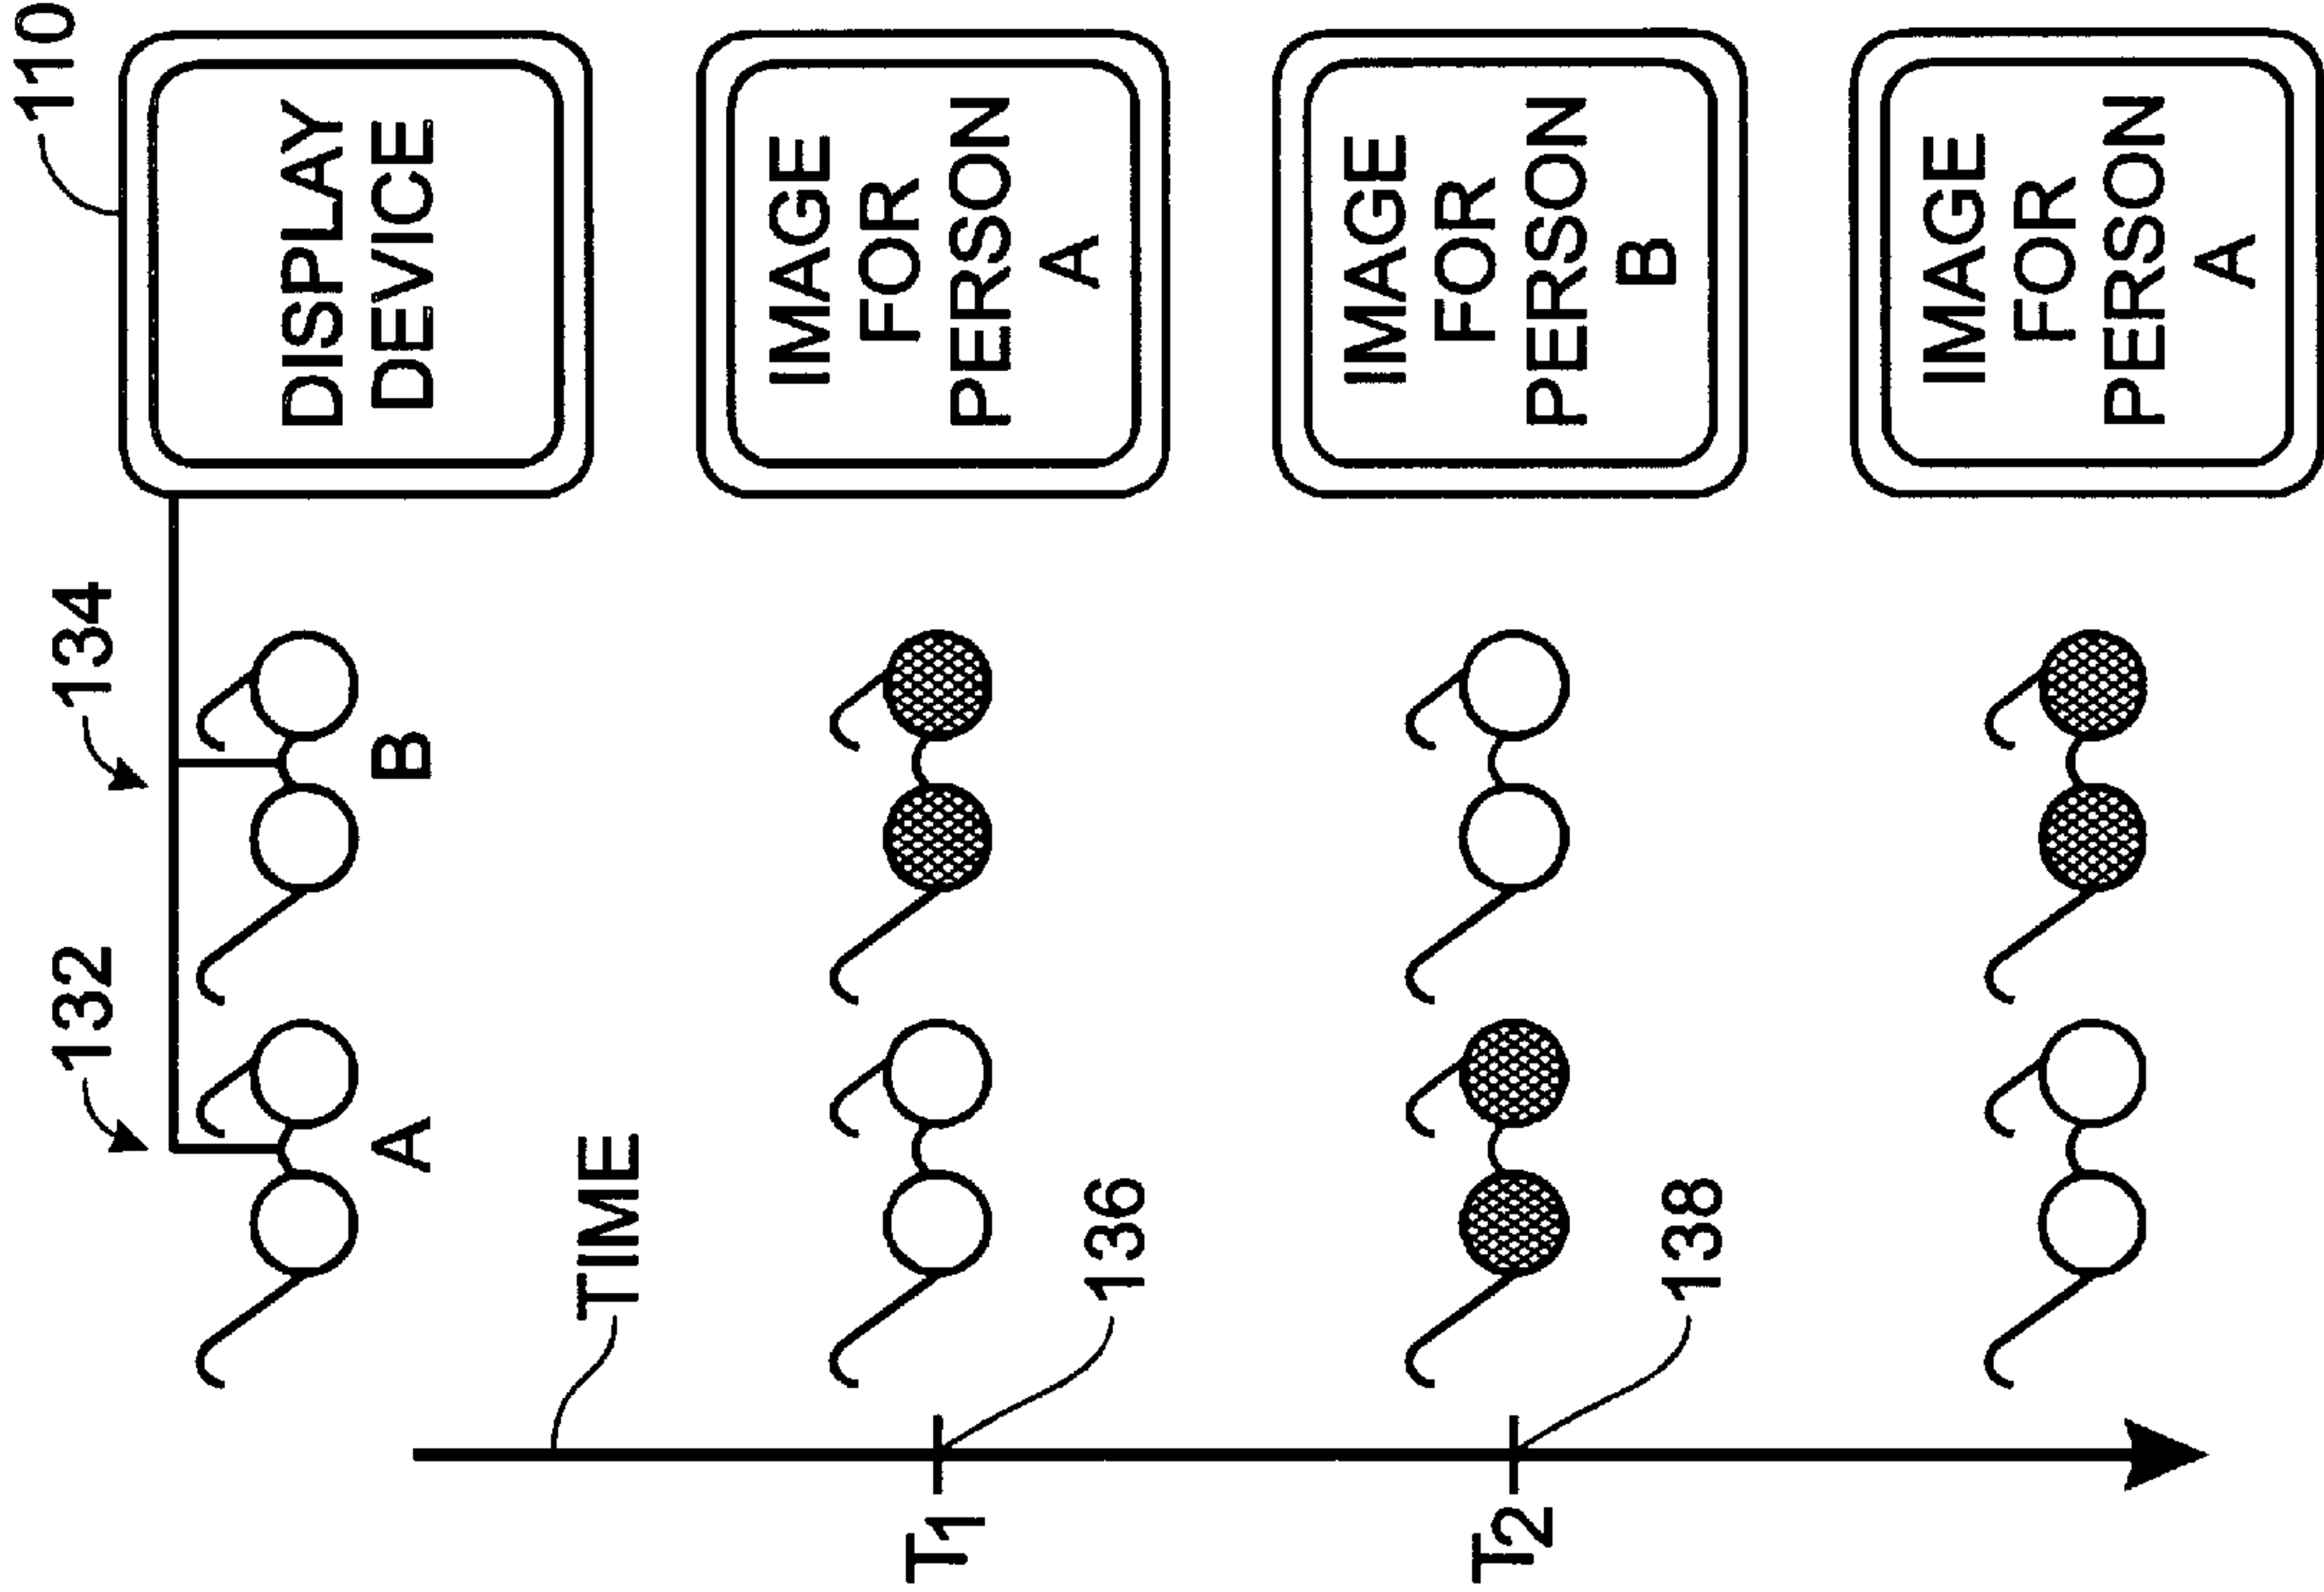 110
132
134
DISPLAY
DEVICE
A
B
TIME
T1
136
IMAGE
FOR
PERSON
A
T2
138
IMAGE
FOR
PERSON
B
IMAGE
FOR
PERSON
A